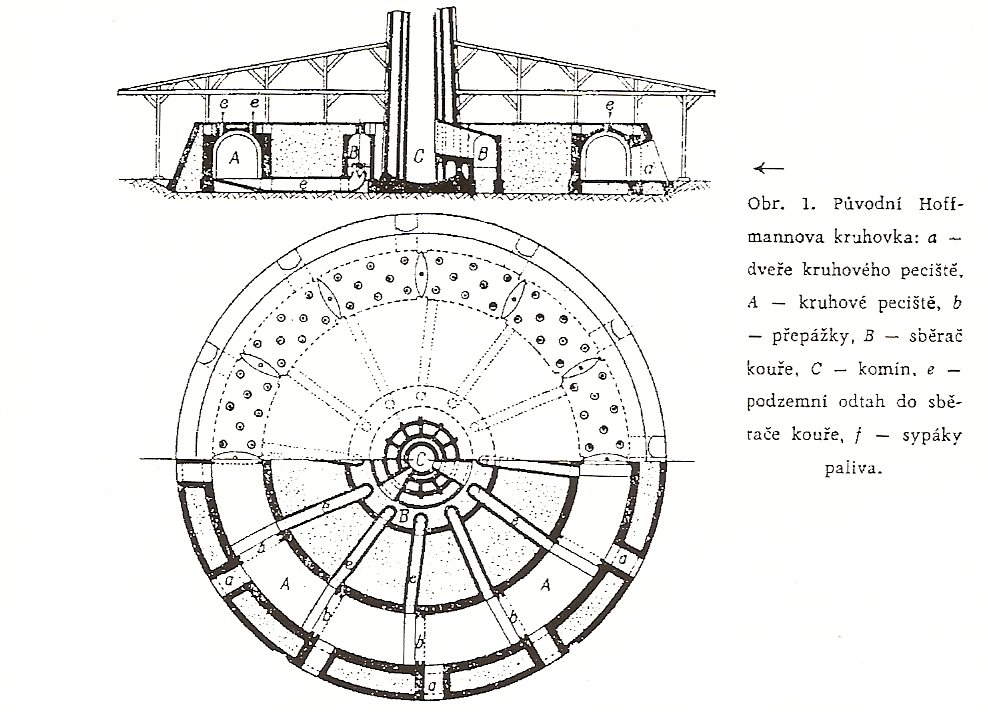 e e e
A B C B a
e
←
Obr. 1. Původní Hoff-
mannova kruhovka: a —
dveře kruhového peciště,
A — kruhové peciště, b
— přepážky, B — sběrač
kouře, C — komín, e —
podzemní odtah do sbě-
rače kouře, f — sypáky
paliva.
C
e B e
b e e a
a A A
b b b
a